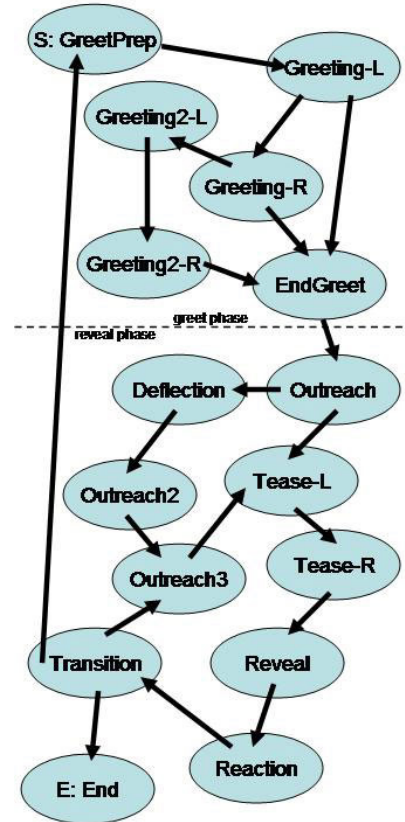 S: GreetPrep
Greeting-L
Greeting2-L
Greeting-R
Greeting2-R
EndGreet
greet phase
reveal phase
Deflection
Outreach
Outreach2
Tease-L
Outreach3
Tease-R
Transition
Reveal
E: End
Reaction